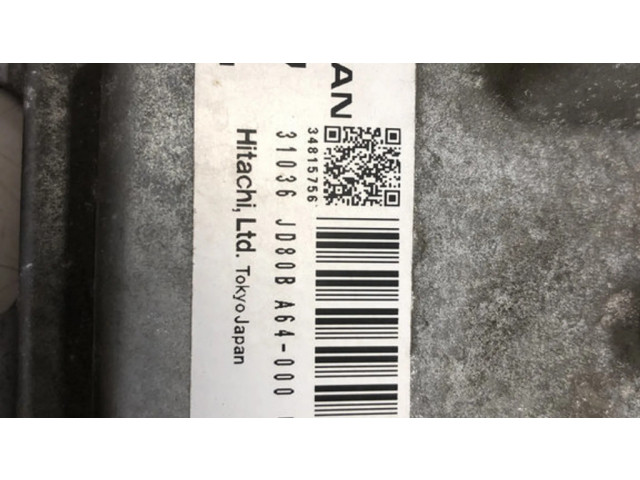 AN
34815756
31036 JD80B A64-000
Hitachi, Ltd. Tokyo Japan